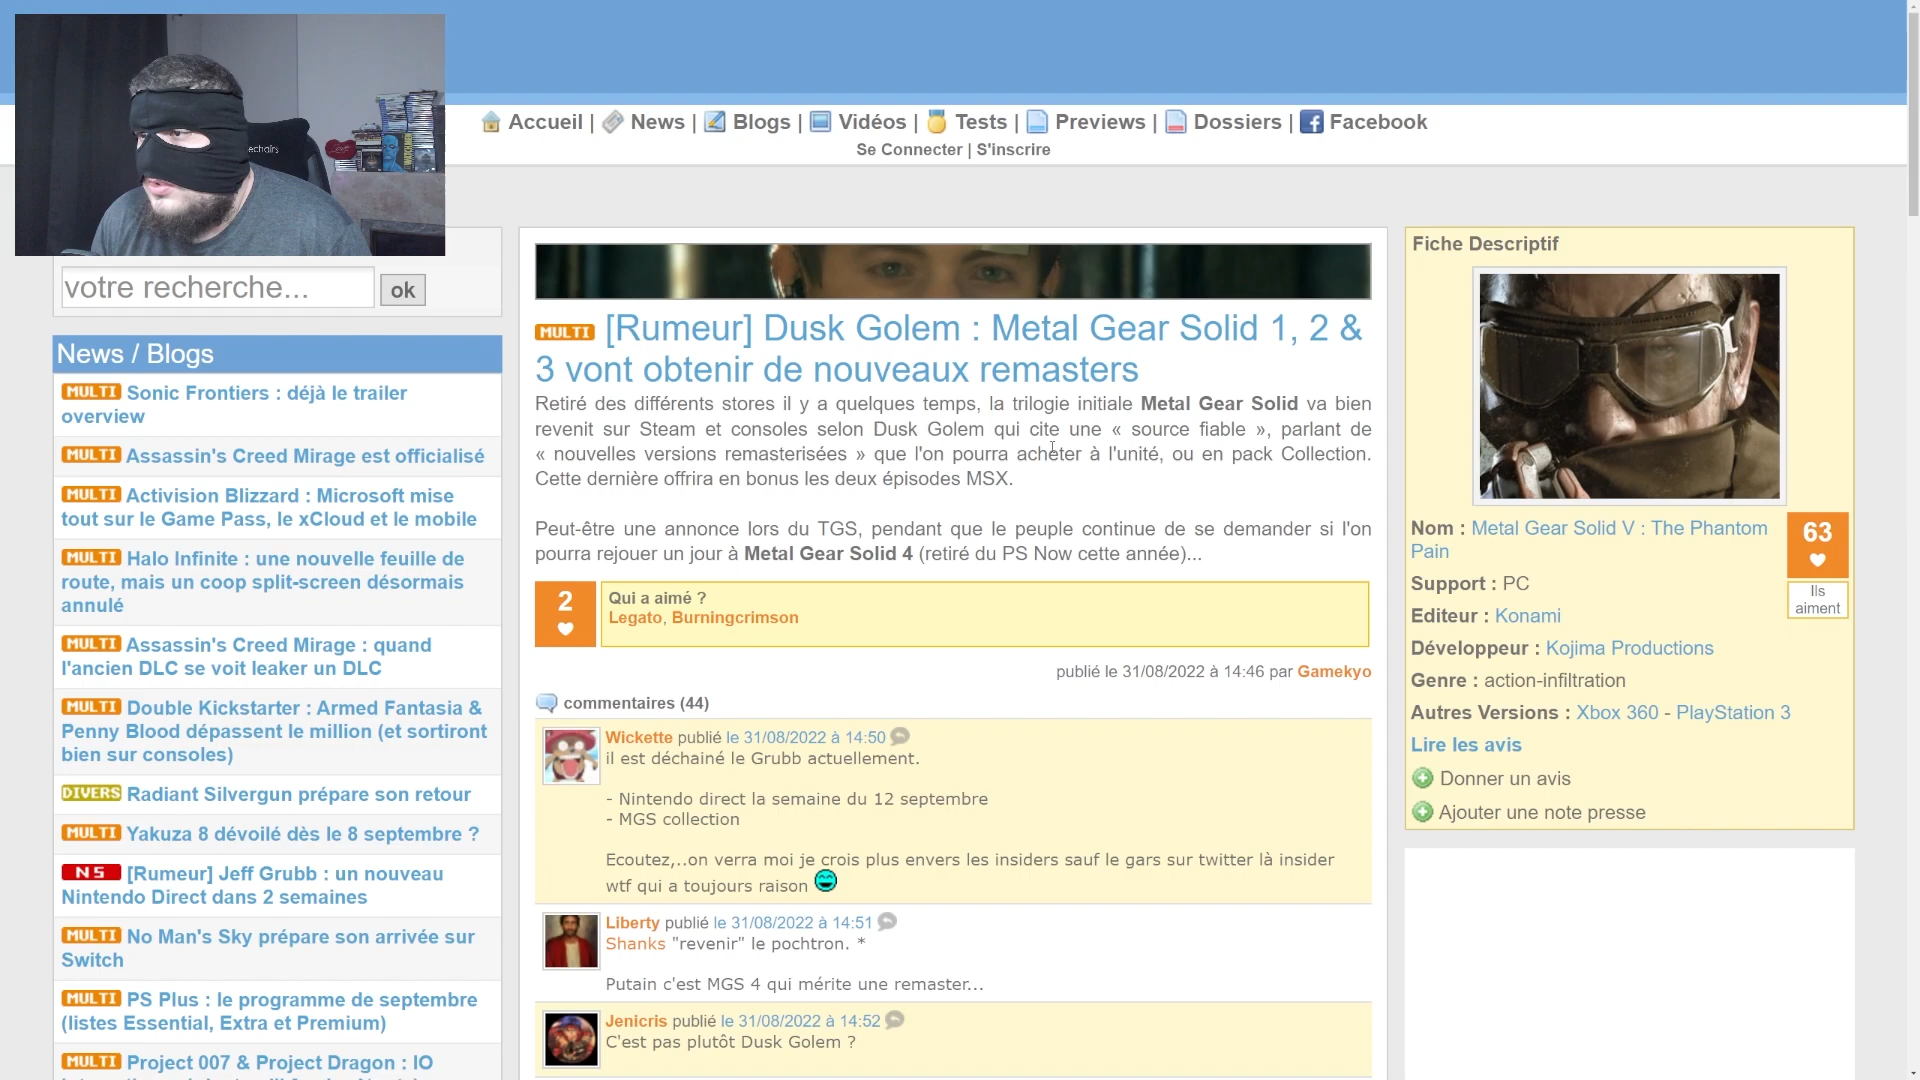 echairs
WATCHMEN
Accueil | News | Blogs | Vidéos | Tests | Previews | Dossiers | Facebook
Se Connecter | S'inscrire
votre recherche...
ok
News / Blogs
MULTI Sonic Frontiers : déjà le trailer
overview
MULTI Assassin's Creed Mirage est officialisé
MULTI Activision Blizzard : Microsoft mise
tout sur le Game Pass, le xCloud et le mobile
MULTI Halo Infinite : une nouvelle feuille de
route, mais un coop split-screen désormais
annulé
MULTI Assassin's Creed Mirage : quand
l'ancien DLC se voit leaker un DLC
MULTI Double Kickstarter : Armed Fantasia &
Penny Blood dépassent le million (et sortiront
bien sur consoles)
DIVERS Radiant Silvergun prépare son retour
MULTI Yakuza 8 dévoilé dès le 8 septembre ?
NS [Rumeur] Jeff Grubb : un nouveau
Nintendo Direct dans 2 semaines
MULTI No Man's Sky prépare son arrivée sur
Switch
MULTI PS Plus : le programme de septembre
(listes Essential, Extra et Premium)
MULTI Project 007 & Project Dragon : IO
MULTI [Rumeur] Dusk Golem : Metal Gear Solid 1, 2 &
3 vont obtenir de nouveaux remasters
Retiré des différents stores il y a quelques temps, la trilogie initiale Metal Gear Solid va bien
revenit sur Steam et consoles selon Dusk Golem qui cite une « source fiable », parlant de
« nouvelles versions remasterisées » que l'on pourra acheter à l'unité, ou en pack Collection.
Cette dernière offrira en bonus les deux épisodes MSX.
Peut-être une annonce lors du TGS, pendant que le peuple continue de se demander si l'on
pourra rejouer un jour à Metal Gear Solid 4 (retiré du PS Now cette année)...
2
Qui a aimé ?
Legato, Burningcrimson
publié le 31/08/2022 à 14:46 par Gamekyo
commentaires (44)
Wickette publié le 31/08/2022 à 14:50
il est déchainé le Grubb actuellement.
- Nintendo direct la semaine du 12 septembre
- MGS collection
Ecoutez,..on verra moi je crois plus envers les insiders sauf le gars sur twitter là insider
wtf qui a toujours raison
Liberty publié le 31/08/2022 à 14:51
Shanks "revenir" le pochtron. *
Putain c'est MGS 4 qui mérite une remaster...
Jenicris publié le 31/08/2022 à 14:52
C'est pas plutôt Dusk Golem ?
Fiche Descriptif
Nom : Metal Gear Solid V : The Phantom
Pain
63
Ils
aiment
Support : PC
Editeur : Konami
Développeur : Kojima Productions
Genre : action-infiltration
Autres Versions : Xbox 360 - PlayStation 3
Lire les avis
Donner un avis
Ajouter une note presse